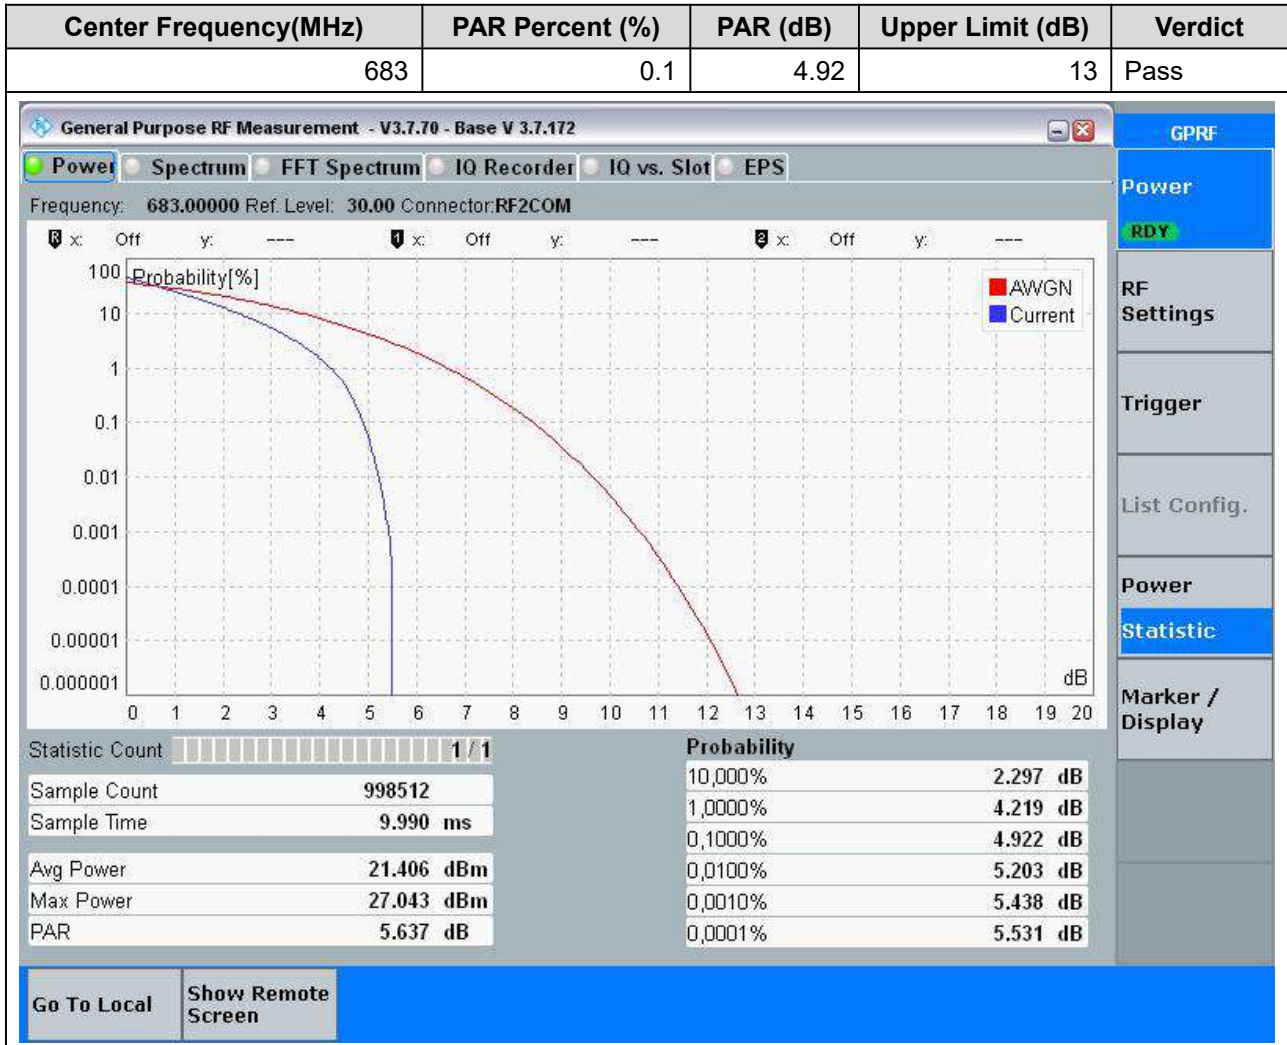 Center Frequency(MHz) PAR Percent (%) PAR (dB) Upper Limit (dB) Verdict
683 0.1 4.92 13 Pass
General Purpose RF Measurement - V3.7.70 - Base V 3.7.172
GPRF
Power Spectrum FFT Spectrum IQ Recorder IQ vs. Slot EPS
Frequency: 683.00000 Ref. Level: 30.00 Connector:RF2COM
R x: Off y: --- 1 x: Off y: --- 2 x: Off y: ---
Probability[%]
100
10
1
0.1
0.01
0.001
0.0001
0.00001
0.000001
AWGN
Current
dB
0 1 2 3 4 5 6 7 8 9 10 11 12 13 14 15 16 17 18 19 20
Statistic Count 1 / 1
Sample Count 998512
Sample Time 9.990 ms
Avg Power 21.406 dBm
Max Power 27.043 dBm
PAR 5.637 dB
Probability
10,000% 2.297 dB
1,0000% 4.219 dB
0,1000% 4.922 dB
0,0100% 5.203 dB
0,0010% 5.438 dB
0,0001% 5.531 dB
Power
RDY
RF
Settings
Trigger
List Config.
Power
Statistic
Marker /
Display
Go To Local
Show Remote
Screen